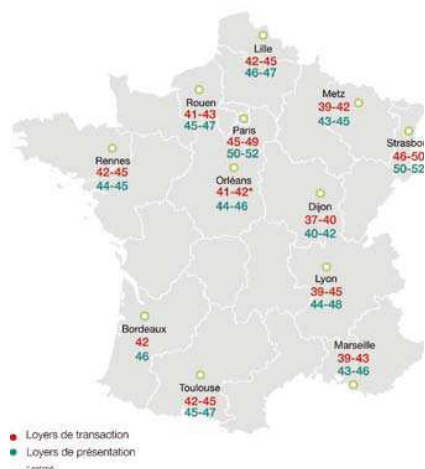 Lille
42-45
46-47
Rouen
41-43
45-47
Metz
39-42
43-45
Paris
45-49
50-52
Strasbou
46-50
50-52
Rennes
42-45
44-45
Orléans
41-42*
44-46
Dijon
37-40
40-42
Lyon
39-45
44-48
Bordeaux
42
46
Marseille
39-43
43-46
Toulouse
42-45
45-47
Loyers de transaction
Loyers de présentation